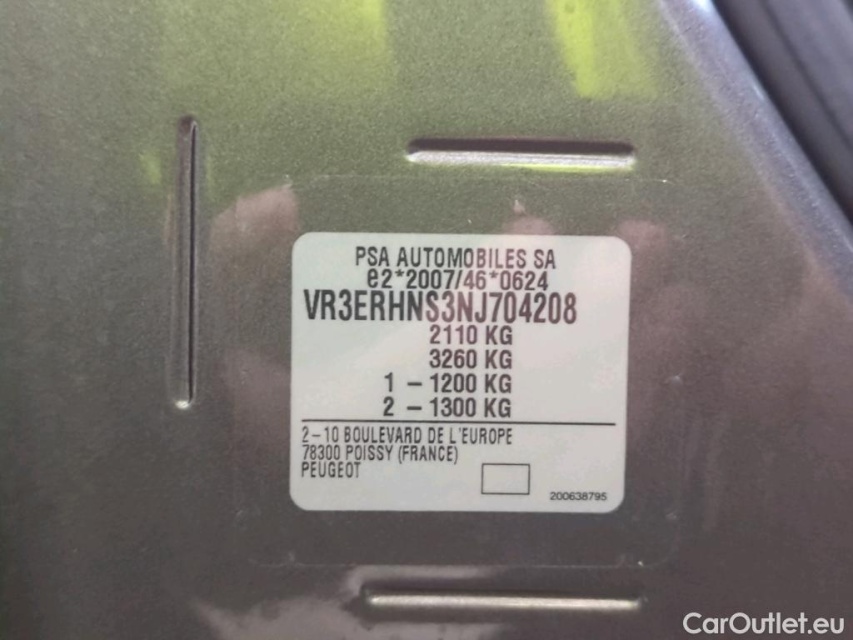 PSA AUTOMOBILES SA
e2*2007/46*0624
VR3ERHNS3NJ704208
2110 KG
3260 KG
1 – 1200 KG
2 – 1300 KG
2–10 BOULEVARD DE L'EUROPE
78300 POISSY (FRANCE)
PEUGEOT
200638795
CarOutlet.eu